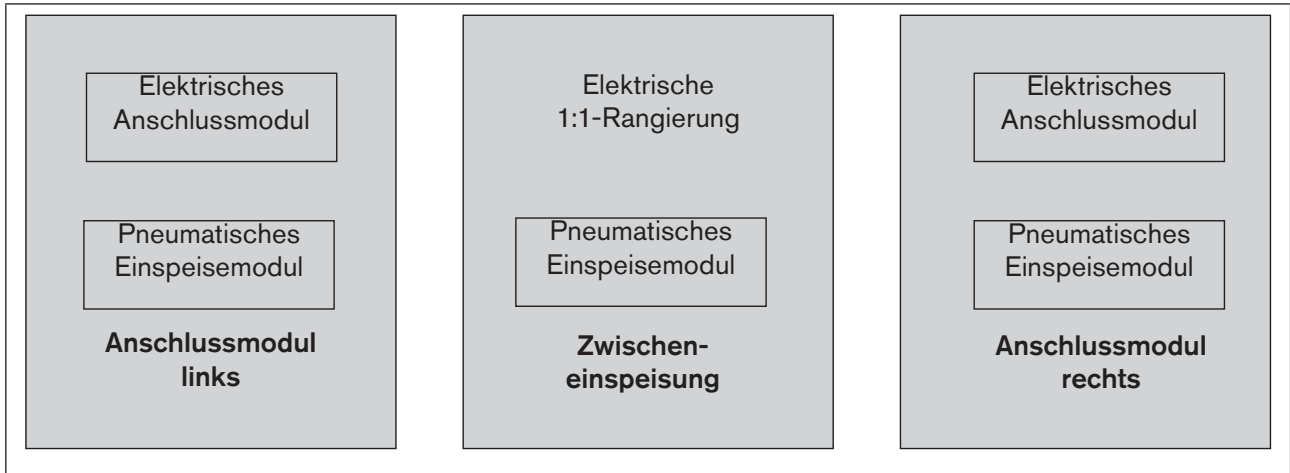 Elektrisches
Anschlussmodul
Pneumatisches
Einspeisemodul
Anschlussmodul
links
Elektrische
1:1-Rangierung
Pneumatisches
Einspeisemodul
Zwischen-
einspeisung
Elektrisches
Anschlussmodul
Pneumatisches
Einspeisemodul
Anschlussmodul
rechts